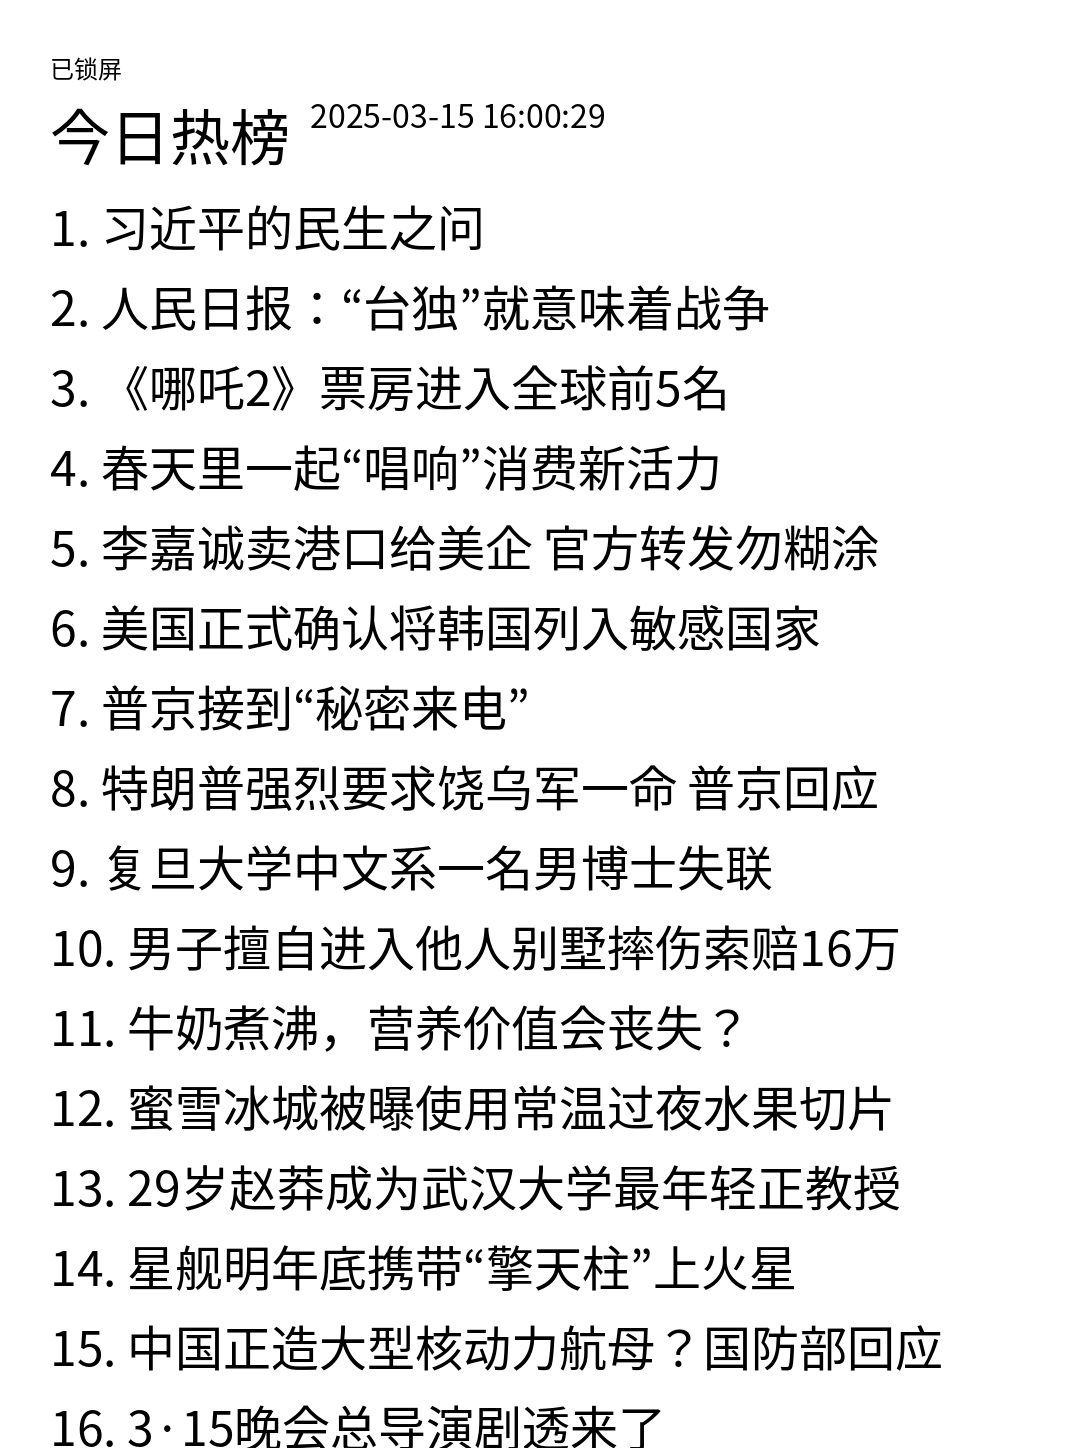 已锁屏
今日热榜 2025-03-15 16:00:29
1. 习近平的民生之问
2. 人民日报：“台独”就意味着战争
3. 《哪吒2》票房进入全球前5名
4. 春天里一起“唱响”消费新活力
5. 李嘉诚卖港口给美企 官方转发勿糊涂
6. 美国正式确认将韩国列入敏感国家
7. 普京接到“秘密来电”
8. 特朗普强烈要求饶乌军一命 普京回应
9. 复旦大学中文系一名男博士失联
10. 男子擅自进入他人别墅摔伤索赔16万
11. 牛奶煮沸，营养价值会丧失？
12. 蜜雪冰城被曝使用常温过夜水果切片
13. 29岁赵莽成为武汉大学最年轻正教授
14. 星舰明年底携带“擎天柱”上火星
15. 中国正造大型核动力航母？国防部回应
16. 3·15晚会总导演剧透来了